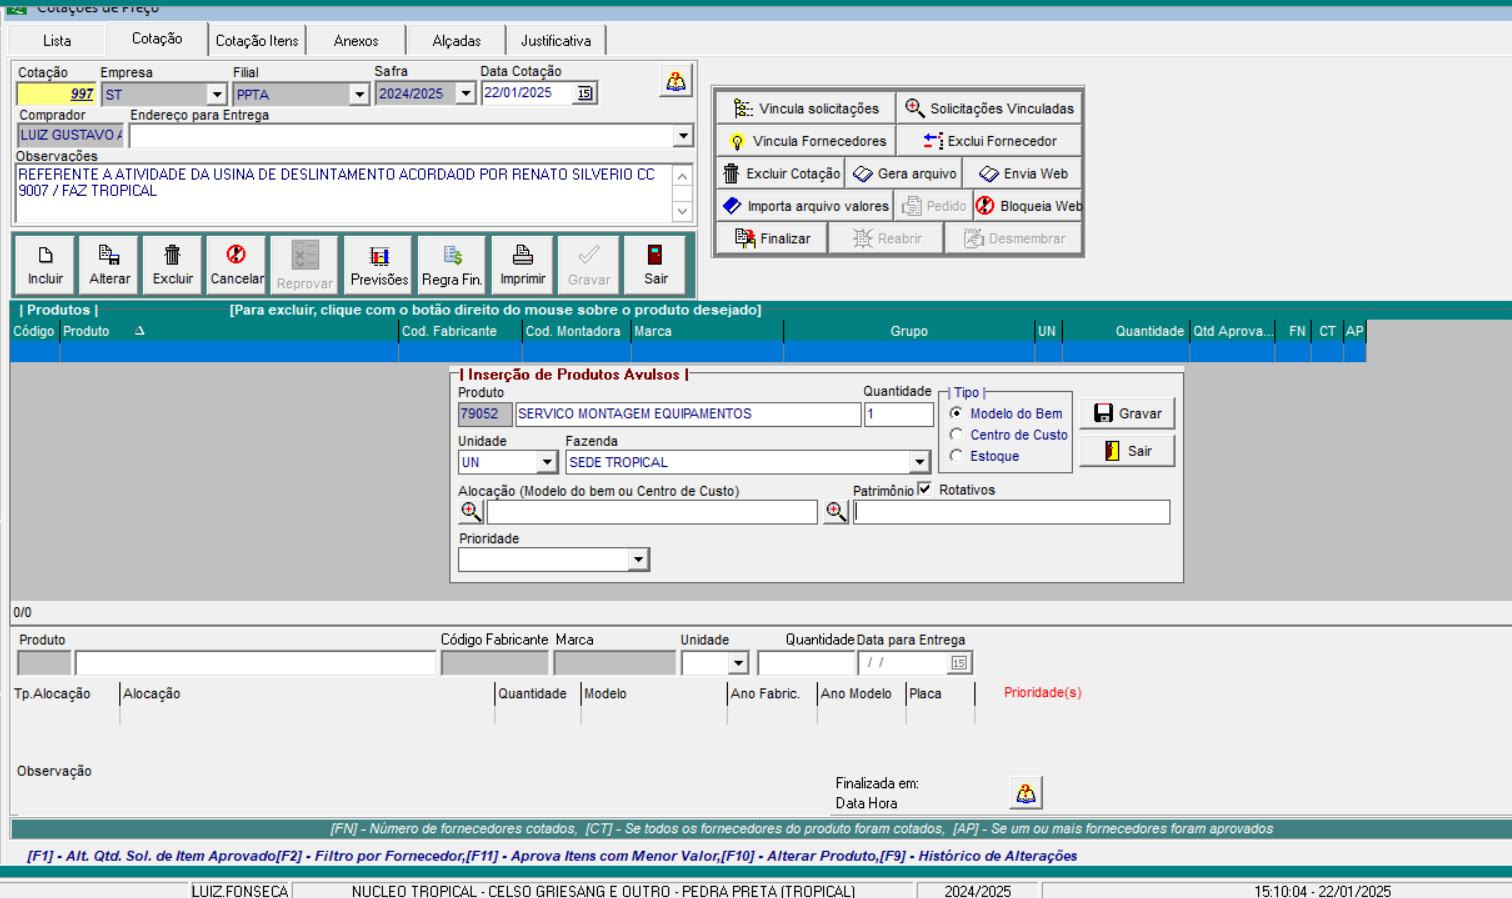 Cotações de Preço
Lista Cotação Cotação Itens Anexos Alçadas Justificativa
Cotação Empresa Filial Safra Data Cotação
997 ST PPTA 2024/2025 22/01/2025 15
Comprador Endereço para Entrega
LUIZ GUSTAVO A
Observações
REFERENTE A ATIVIDADE DA USINA DE DESLINTAMENTO ACORDAOD POR RENATO SILVERIO CC
9007 / FAZ TROPICAL
Vincula solicitações Solicitações Vinculadas
Vincula Fornecedores Exclui Fornecedor
Excluir Cotação Gera arquivo Envia Web
Importa arquivo valores Pedido Bloqueia Web
Finalizar Reabrir Desmembrar
Incluir Alterar Excluir Cancelar Reprovar Previsões Regra Fin. Imprimir Gravar Sair
| Produtos | [Para excluir, clique com o botão direito do mouse sobre o produto desejado]
Código Produto Δ Cod. Fabricante Cod. Montadora Marca Grupo UN Quantidade Qtd Aprova... FN CT AP
| Inserção de Produtos Avulsos |
Produto Quantidade | Tipo |
79052 SERVICO MONTAGEM EQUIPAMENTOS 1 Modelo do Bem Gravar
Unidade Fazenda Centro de Custo
UN SEDE TROPICAL Estoque Sair
Alocação (Modelo do bem ou Centro de Custo) Patrimônio Rotativos
Prioridade
0/0
Produto Código Fabricante Marca Unidade Quantidade Data para Entrega
/ / 15
Tp.Alocação Alocação Quantidade Modelo Ano Fabric. Ano Modelo Placa Prioridade(s)
Observação
Finalizada em:
Data Hora
[FN] - Número de fornecedores cotados, [CT] - Se todos os fornecedores do produto foram cotados, [AP] - Se um ou mais fornecedores foram aprovados
[F1] - Alt. Qtd. Sol. de Item Aprovado[F2] - Filtro por Fornecedor,[F11] - Aprova Itens com Menor Valor,[F10] - Alterar Produto,[F9] - Histórico de Alterações
LUIZ.FONSECA NUCLEO TROPICAL - CELSO GRIESANG E OUTRO - PEDRA PRETA (TROPICAL) 2024/2025 15:10:04 - 22/01/2025